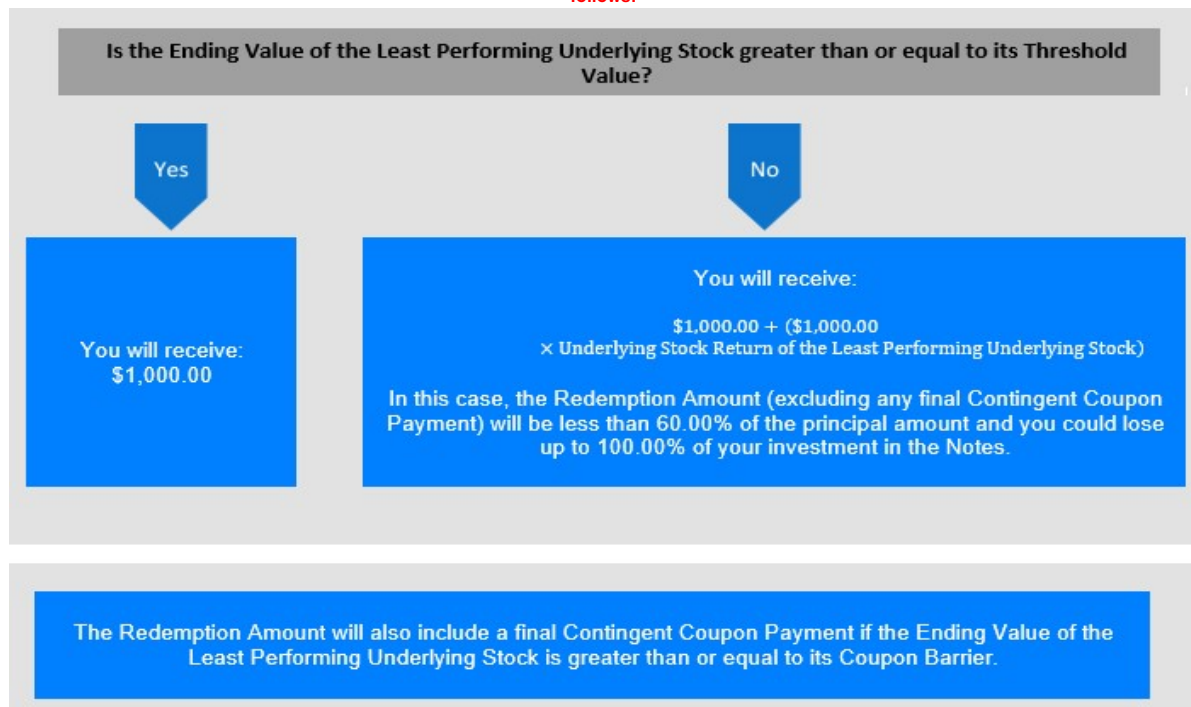 follows:
Is the Ending Value of the Least Performing Underlying Stock greater than or equal to its Threshold
Value?
Yes
No
You will receive:
$1,000.00
You will receive:
$1,000.00 + ($1,000.00
× Underlying Stock Return of the Least Performing Underlying Stock)
In this case, the Redemption Amount (excluding any final Contingent Coupon
Payment) will be less than 60.00% of the principal amount and you could lose
up to 100.00% of your investment in the Notes.
The Redemption Amount will also include a final Contingent Coupon Payment if the Ending Value of the
Least Performing Underlying Stock is greater than or equal to its Coupon Barrier.